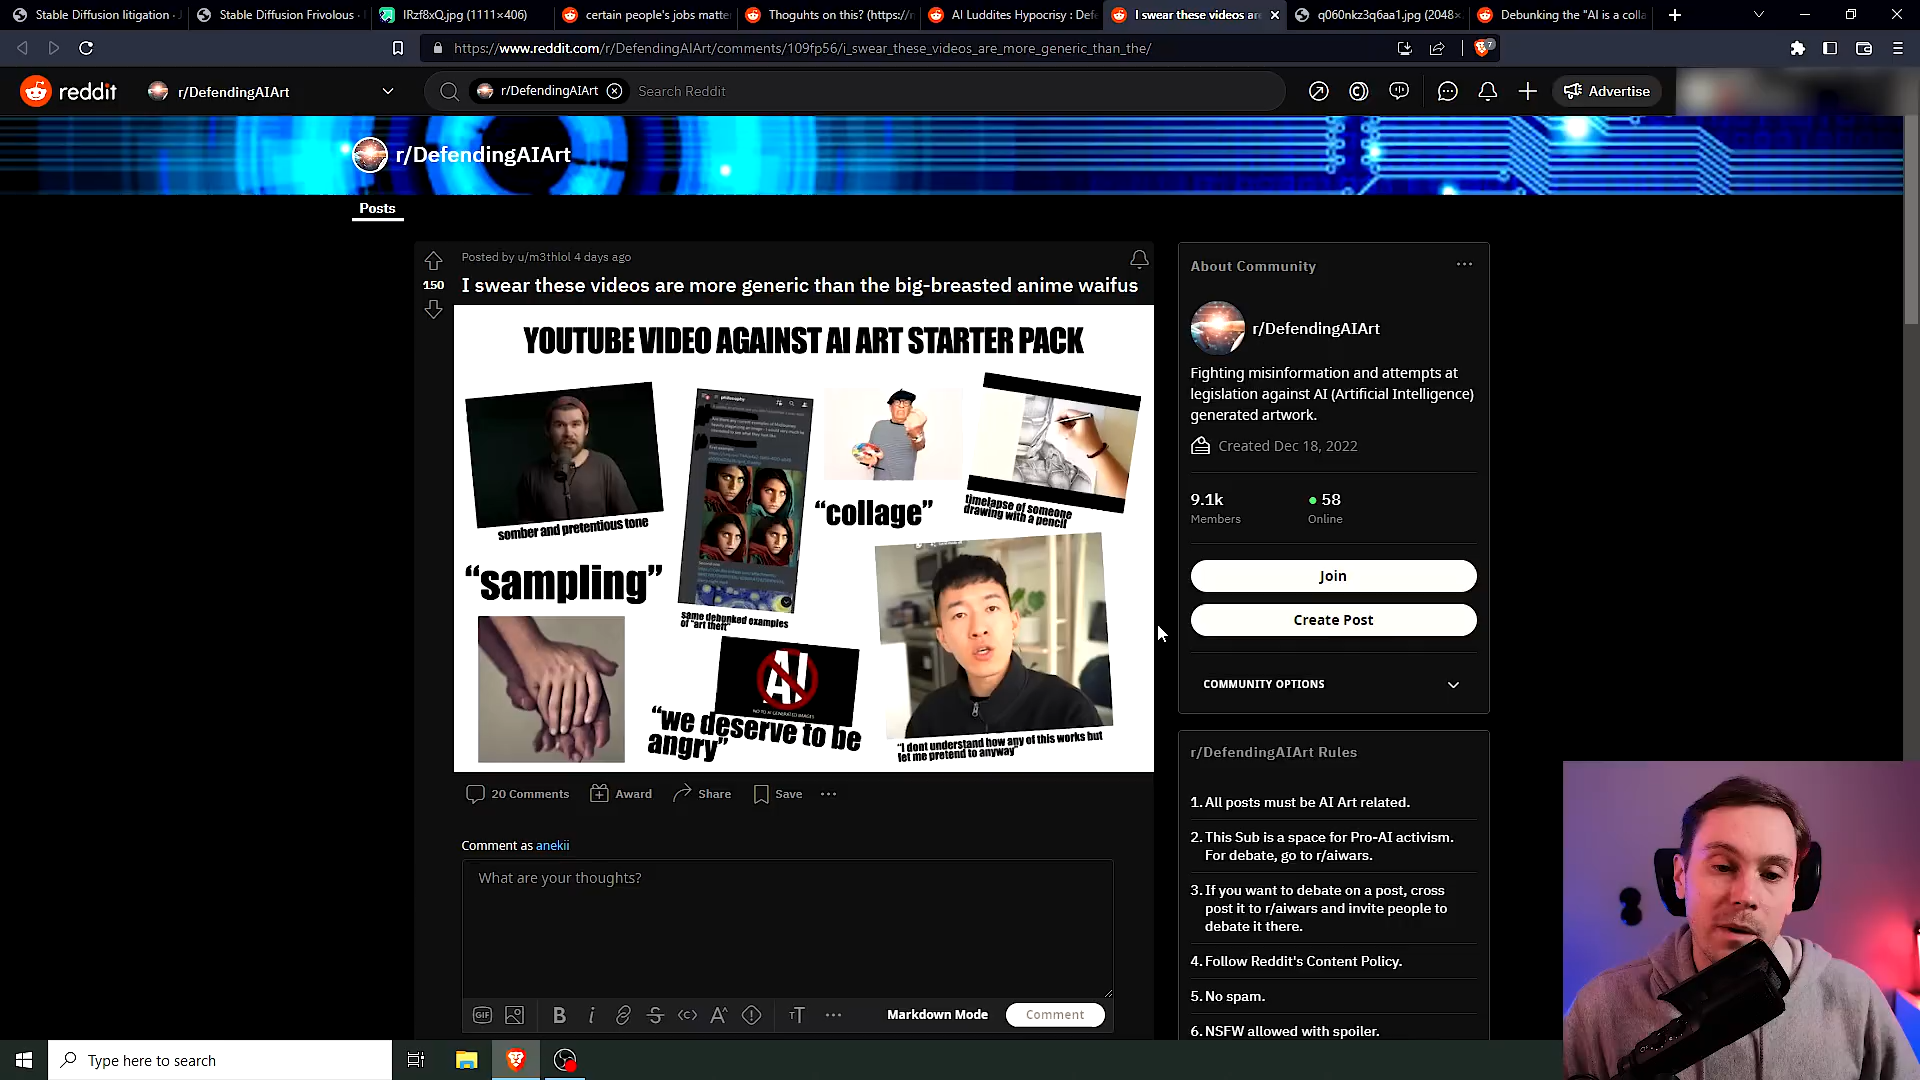 Stable Diffusion litigation ·
Stable Diffusion Frivolous ·
IRzf8xQ.jpg (1111×406)
certain people's jobs matte
Thoguhts on this? (https://
AI Luddites Hypocrisy : Defe
I swear these videos are
q060nkz3q6aa1.jpg (2048×
Debunking the "AI is a colla
https://www.reddit.com/r/DefendingAIArt/comments/109fp56/i_swear_these_videos_are_more_generic_than_the/
7
reddit
r/DefendingAIArt
r/DefendingAIArt
Search Reddit
Advertise
r/DefendingAIArt
Posts
Posted by u/m3thlol 4 days ago
150
I swear these videos are more generic than the big-breasted anime waifus
YOUTUBE VIDEO AGAINST AI ART STARTER PACK
somber and pretentious tone
philosophy
"collage"
timelapse of someone
drawing with a pencil
"sampling"
same debunked examples
of "art theft"
AI
NO TO AI GENERATED IMAGES
"we deserve to be
angry"
"I dont understand how any of this works but
let me pretend to anyway"
20 Comments
Award
Share
Save
Comment as anekii
What are your thoughts?
GIF
B
i
Markdown Mode
Comment
About Community
r/DefendingAIArt
Fighting misinformation and attempts at
legislation against AI (Artificial Intelligence)
generated artwork.
Created Dec 18, 2022
9.1k
58
Members
Online
Join
Create Post
COMMUNITY OPTIONS
r/DefendingAIArt Rules
1. All posts must be AI Art related.
2. This Sub is a space for Pro-AI activism.
For debate, go to r/aiwars.
3. If you want to debate on a post, cross
post it to r/aiwars and invite people to
debate it there.
4. Follow Reddit's Content Policy.
5. No spam.
6. NSFW allowed with spoiler.
Type here to search